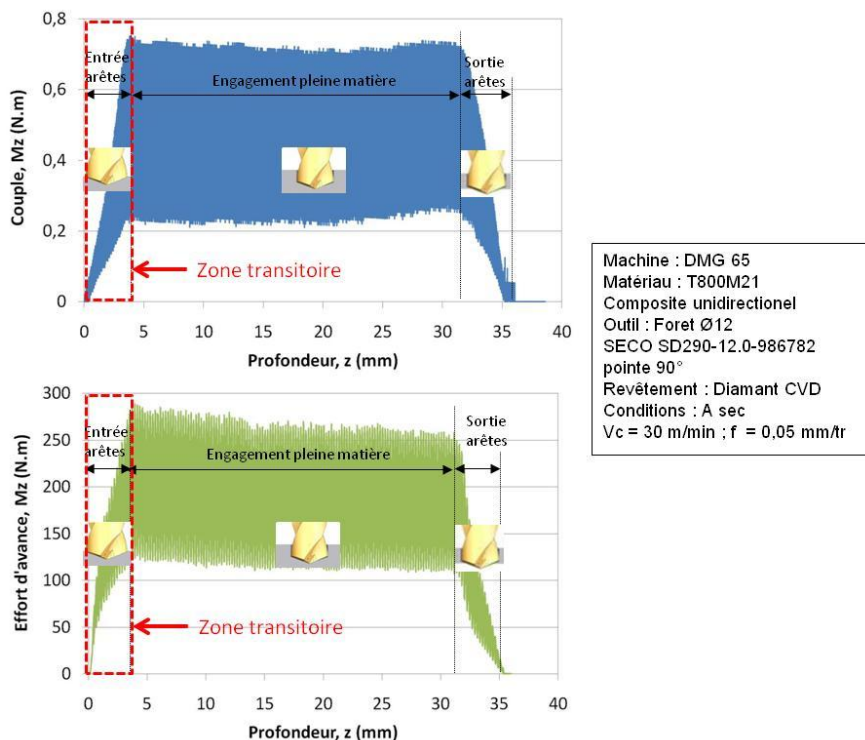 0,8
0,6
0,4
0,2
0
Couple, Mz (N.m)
Entrée
arêtes
Engagement pleine matière
Sortie
arêtes
Zone transitoire
0 5 10 15 20 25 30 35 40
Profondeur, z (mm)
300
250
200
150
100
50
0
Effort d'avance, Mz (N.m)
Entrée
arêtes
Engagement pleine matière
Sortie
arêtes
Zone transitoire
0 5 10 15 20 25 30 35 40
Profondeur, z (mm)
Machine : DMG 65
Matériau : T800M21
Composite unidirectionel
Outil : Foret Ø12
SECO SD290-12.0-986782
pointe 90°
Revêtement : Diamant CVD
Conditions : A sec
Vc = 30 m/min ; f = 0,05 mm/tr